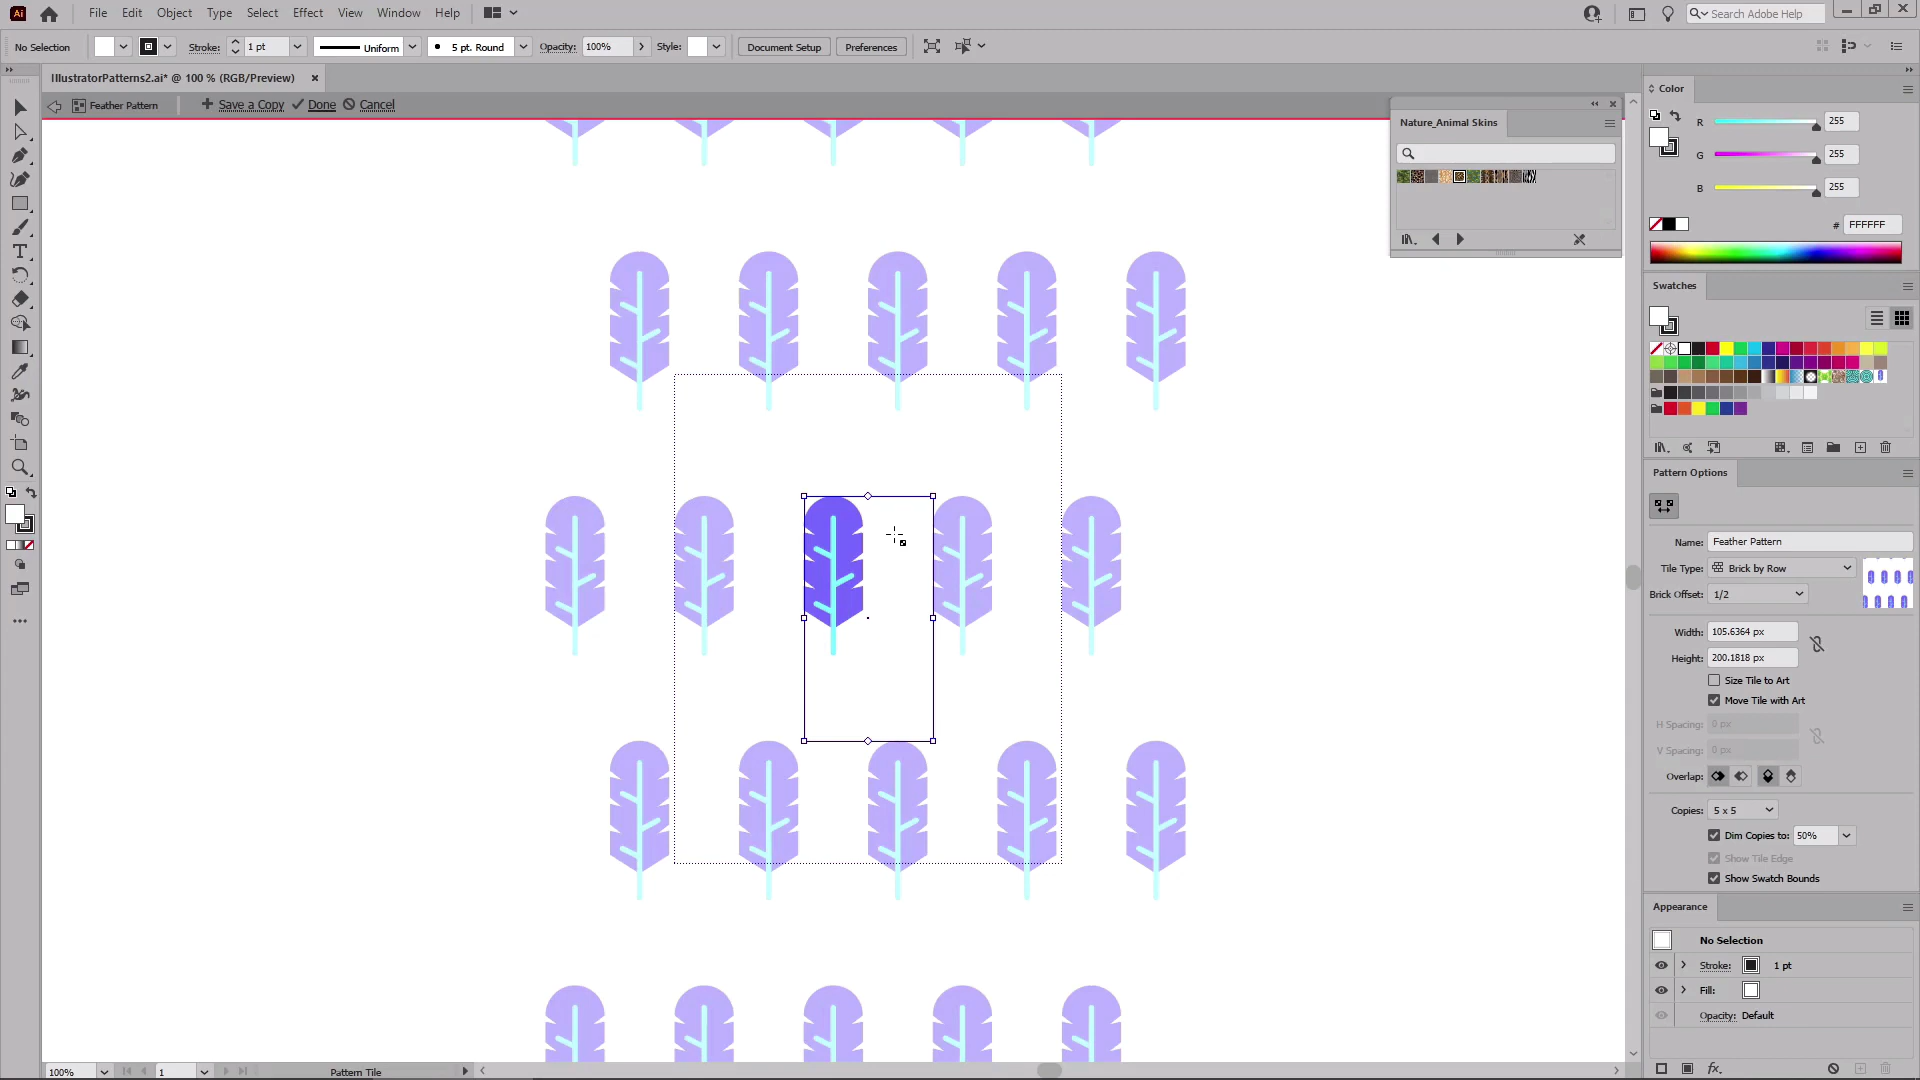 Ai File Edit Object Type Select Effect View Window Help Search Adobe Help
No Selection Stroke: 1 pt Uniform 5 pt. Round Opacity: 100% Style: Document Setup Preferences
IllustratorPatterns2.ai* @ 100 % (RGB/Preview) ×
Feather Pattern + Save a Copy Done Cancel
Color
R 255
G 255
B 255
# FFFFFF
Nature_Animal Skins
Swatches
Pattern Options
Name: Feather Pattern
Tile Type: Brick by Row
Brick Offset: 1/2
Width: 105.6364 px
Height: 200.1818 px
Size Tile to Art
Move Tile with Art
H Spacing: 0 px
V Spacing: 0 px
Overlap:
Copies: 5 x 5
Dim Copies to: 50%
Show Tile Edge
Show Swatch Bounds
Appearance
No Selection
Stroke: 1 pt
Fill:
Opacity: Default
fx.
100% 1 Pattern Tile